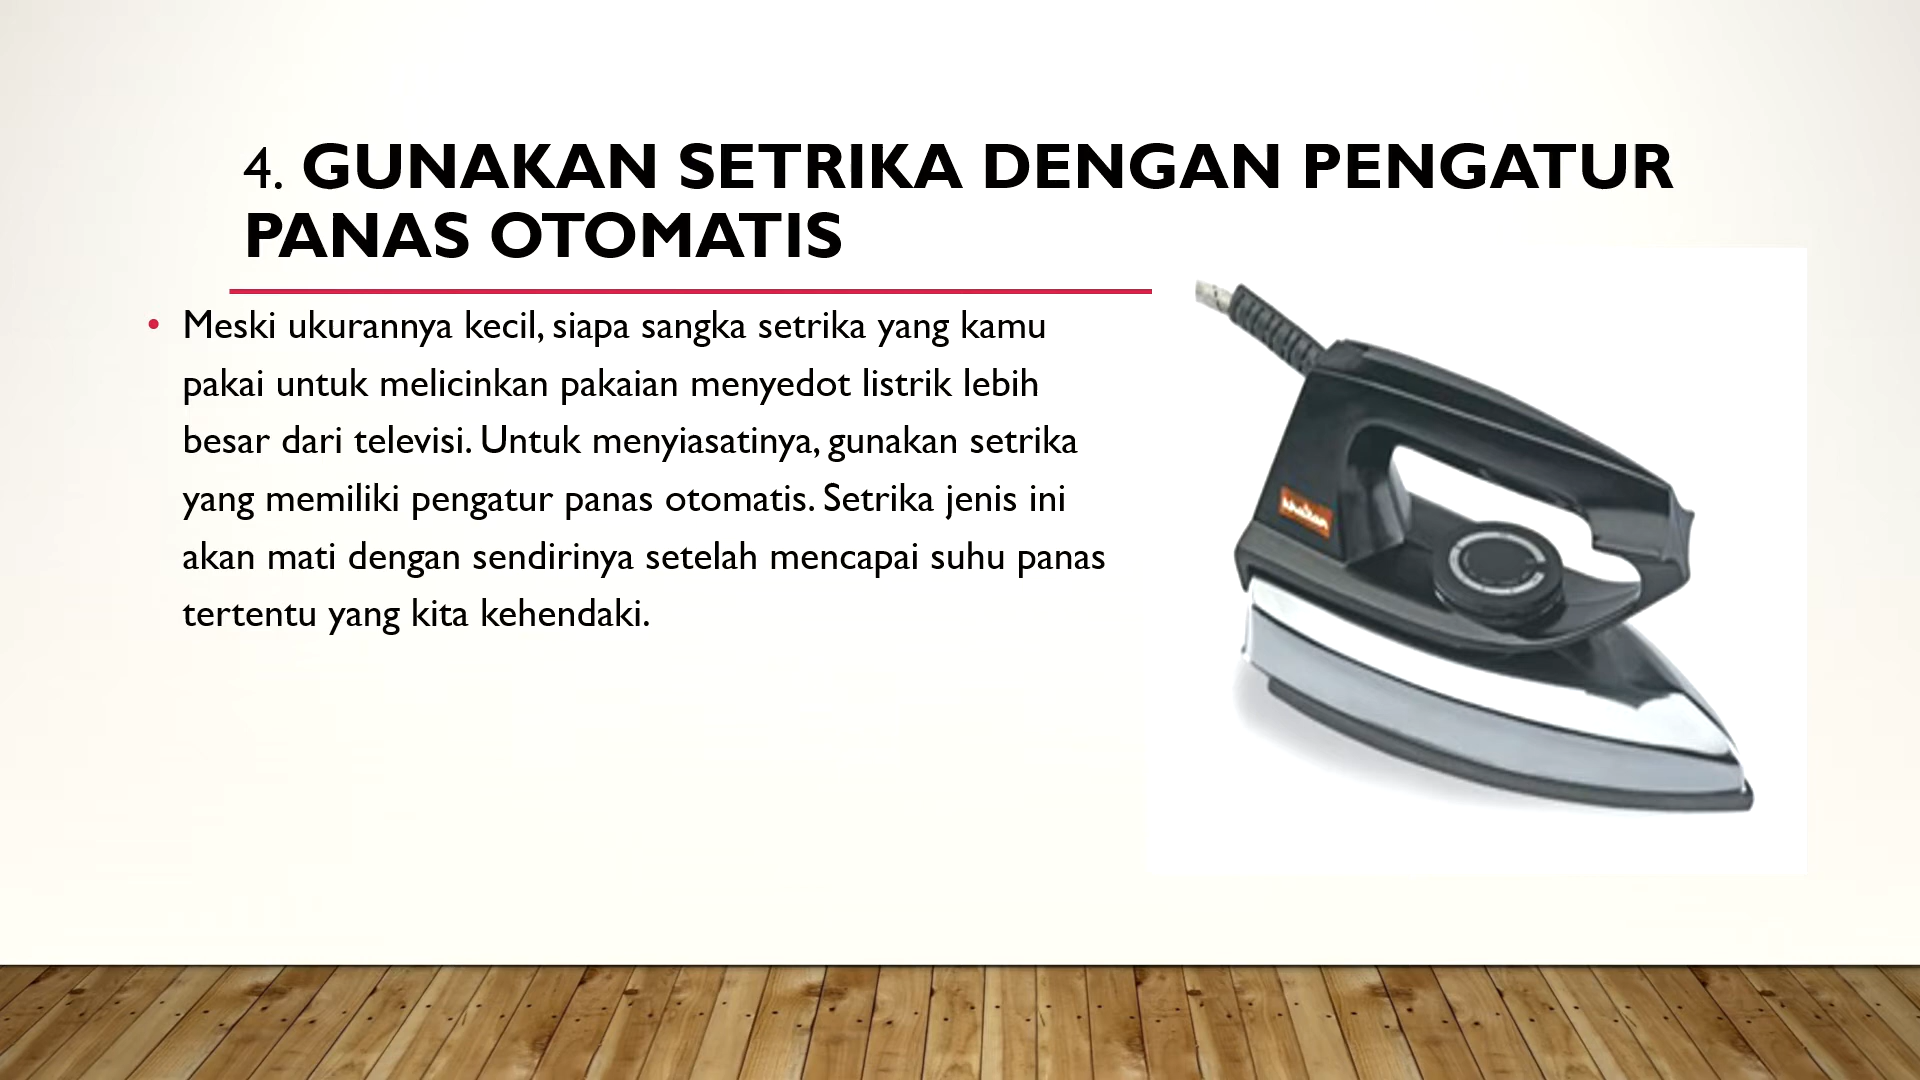 4. GUNAKAN SETRIKA DENGAN PENGATUR
PANAS OTOMATIS
• Meski ukurannya kecil, siapa sangka setrika yang kamu
pakai untuk melicinkan pakaian menyedot listrik lebih
besar dari televisi. Untuk menyiasatinya, gunakan setrika
yang memiliki pengatur panas otomatis. Setrika jenis ini
akan mati dengan sendirinya setelah mencapai suhu panas
tertentu yang kita kehendaki.